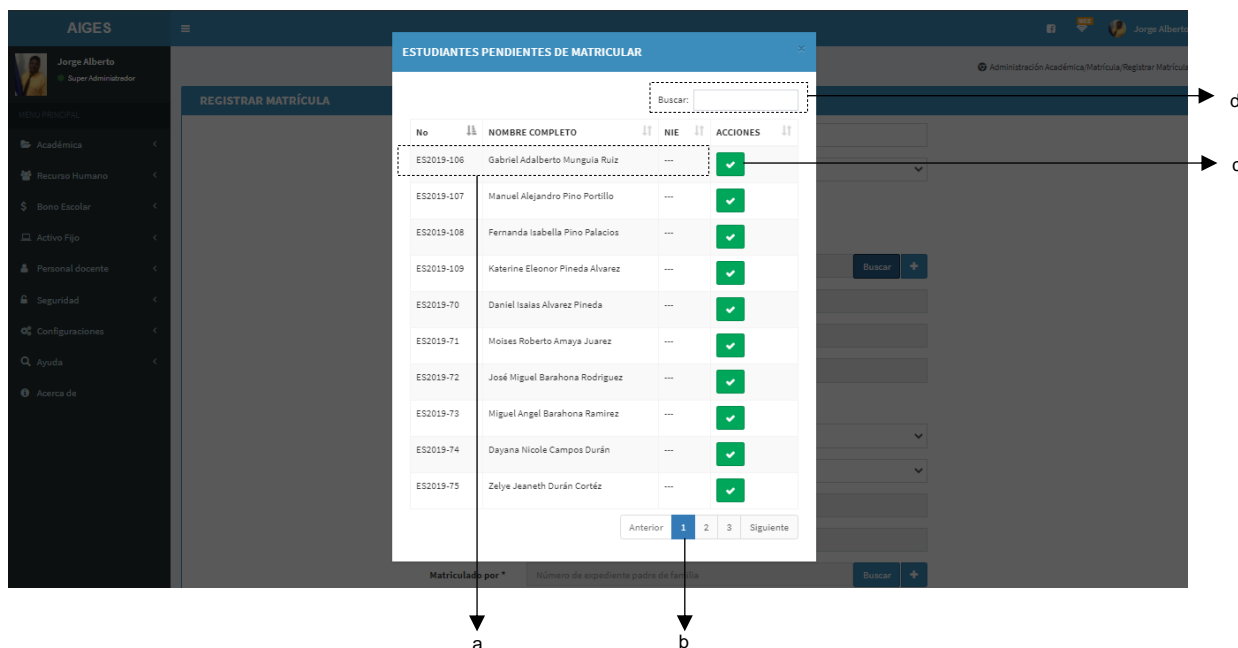 AIGES
Jorge Alberto
Jorge Alberto
Super Administrador
Administración Académica/Matrícula/Registrar Matrícula
MENU PRINCIPAL
Académica
Recurso Humano
$ Bono Escolar
Activo Fijo
Personal docente
Seguridad
Configuraciones
Ayuda
Acerca de
REGISTRAR MATRÍCULA
ESTUDIANTES PENDIENTES DE MATRICULAR ×
Buscar:
No NOMBRE COMPLETO NIE ACCIONES
ES2019-106 Gabriel Adalberto Munguia Ruiz ---
ES2019-107 Manuel Alejandro Pino Portillo ---
ES2019-108 Fernanda Isabella Pino Palacios ---
ES2019-109 Katerine Eleonor Pineda Alvarez ---
ES2019-70 Daniel Isaias Alvarez Pineda ---
ES2019-71 Moises Roberto Amaya Juarez ---
ES2019-72 José Miguel Barahona Rodriguez ---
ES2019-73 Miguel Angel Barahona Ramirez ---
ES2019-74 Dayana Nicole Campos Durán ---
ES2019-75 Zelye Jeaneth Durán Cortéz ---
Anterior 1 2 3 Siguiente
Buscar +
Matriculado por * Número de expediente padre de familia Buscar +
a
b
c
d